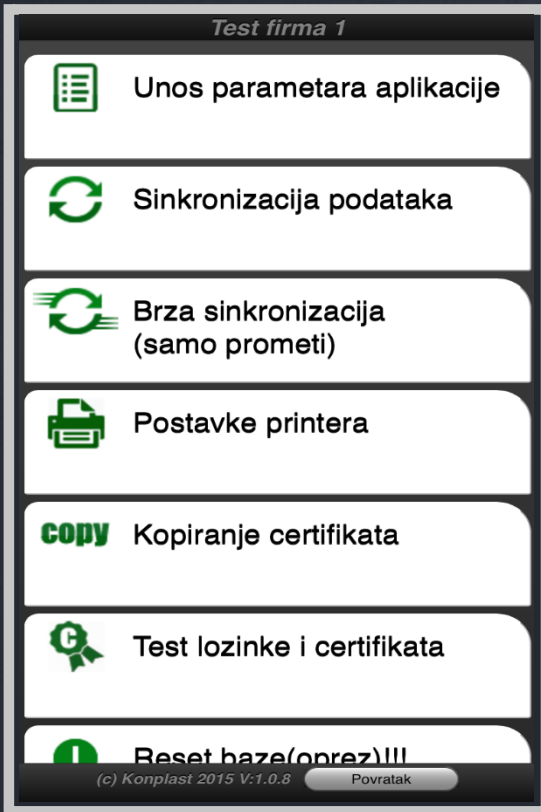 Test firma 1
Unos parametara aplikacije
Sinkronizacija podataka
Brza sinkronizacija
(samo prometi)
Postavke printera
copy Kopiranje certifikata
C Test lozinke i certifikata
! Reset baze(oprez)!!!
(c) Konplast 2015 V:1.0.8 Povratak